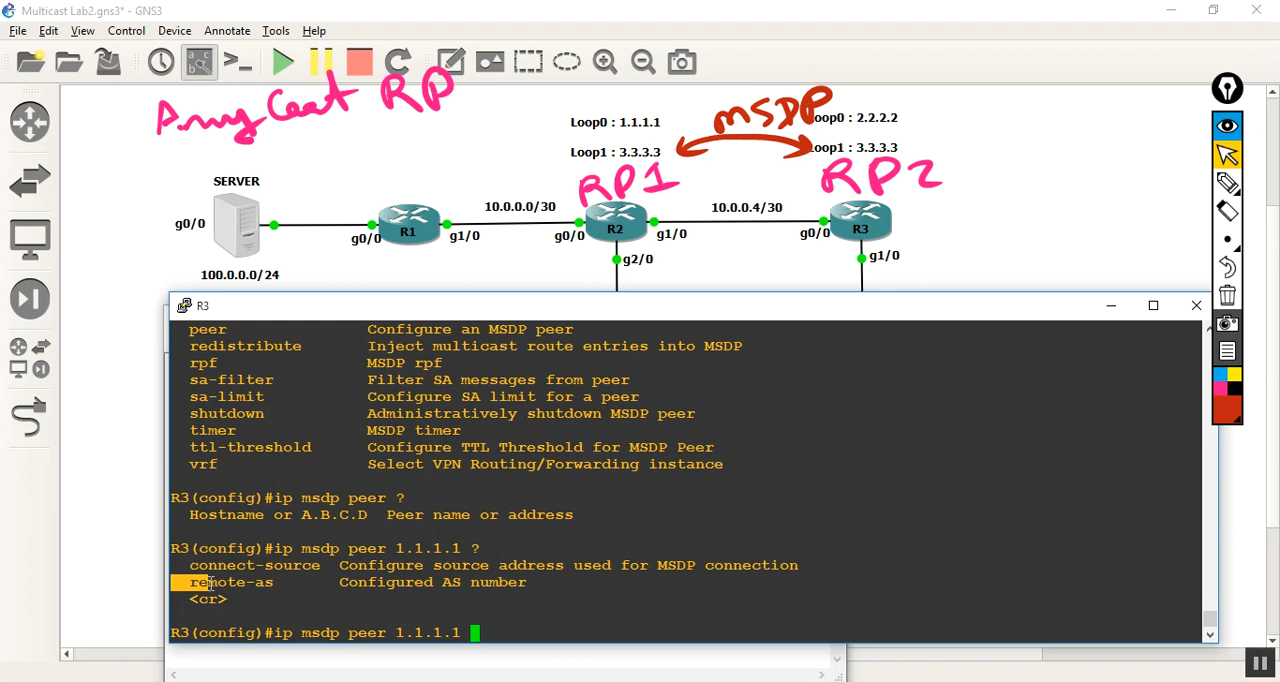 Multicast Lab2.gns3* - GNS3
File Edit View Control Device Annotate Tools Help
AnyCast RP
MSDP
Loop0 : 1.1.1.1
Loop0 : 2.2.2.2
Loop1 : 3.3.3.3
Loop1 : 3.3.3.3
RP1
RP2
SERVER
10.0.0.0/30
10.0.0.4/30
g0/0
R1
R2
R3
g0/0
g1/0
g0/0
g1/0
g0/0
g2/0
g1/0
100.0.0.0/24
R3
peer Configure an MSDP peer
redistribute Inject multicast route entries into MSDP
rpf MSDP rpf
sa-filter Filter SA messages from peer
sa-limit Configure SA limit for a peer
shutdown Administratively shutdown MSDP peer
timer MSDP timer
ttl-threshold Configure TTL Threshold for MSDP Peer
vrf Select VPN Routing/Forwarding instance
R3(config)#ip msdp peer ?
Hostname or A.B.C.D Peer name or address
R3(config)#ip msdp peer 1.1.1.1 ?
connect-source Configure source address used for MSDP connection
remote-as Configured AS number
<cr>
R3(config)#ip msdp peer 1.1.1.1